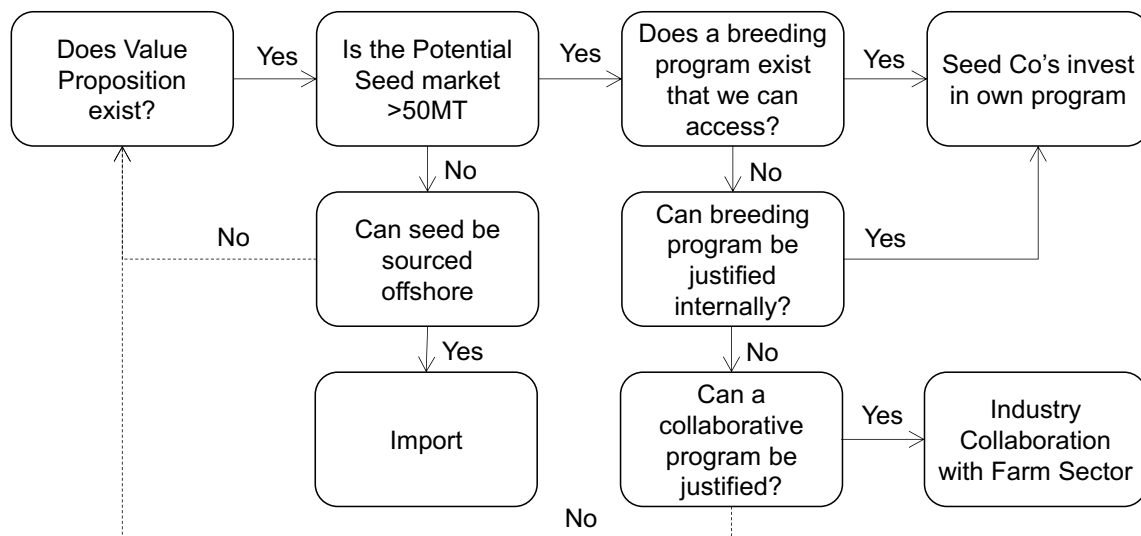 Does Value
Proposition
exist?
Yes
Is the Potential
Seed market
>50MT
Yes
Does a breeding
program exist
that we can
access?
Yes
Seed Co's invest
in own program
No
No
No
Can seed be
sourced
offshore
Can breeding
program be
justified
internally?
Yes
Yes
No
Import
Can a
collaborative
program be
justified?
Yes
Industry
Collaboration
with Farm Sector
No